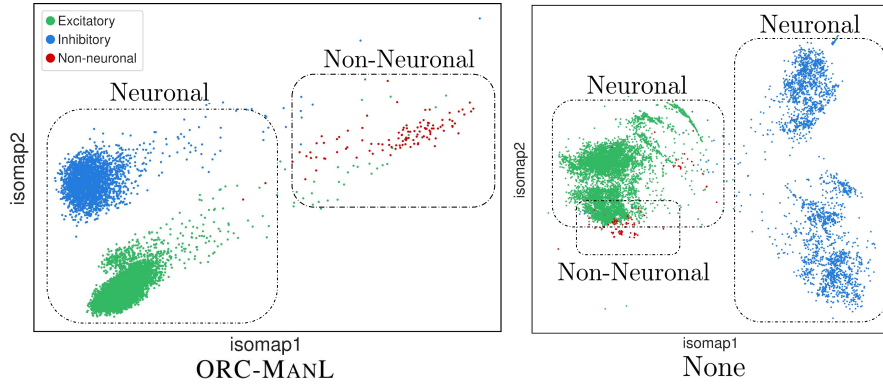 Excitatory
Inhibitory
Non-neuronal
Neuronal
Non-Neuronal
isomap2
isomap1
ORC-MANL
Neuronal
Neuronal
Non-Neuronal
isomap2
isomap1
None